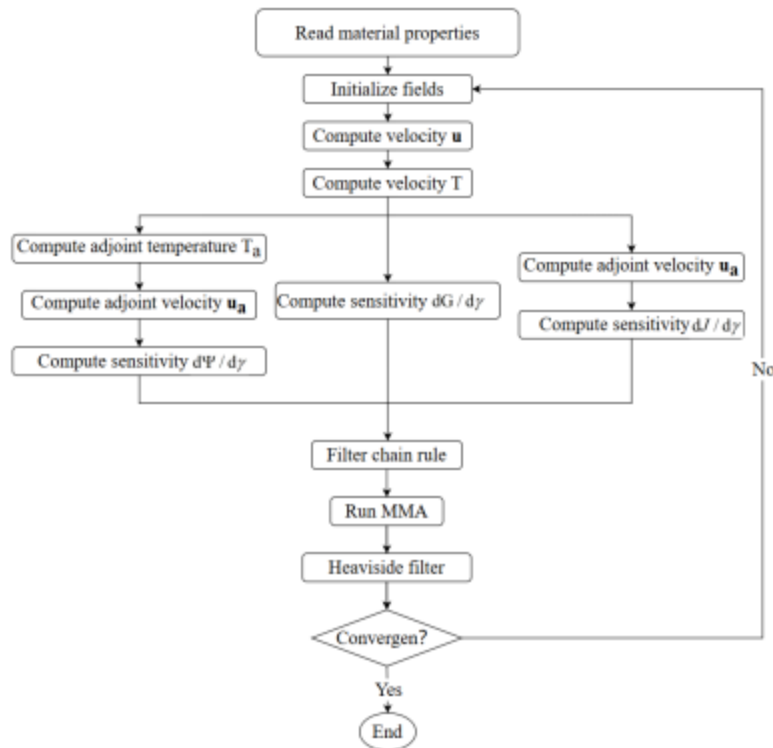 Read material properties
Initialize fields
Compute velocity u
Compute velocity T
Compute adjoint temperature Ta
Compute adjoint velocity ua
Compute sensitivity dΨ/dγ
Compute sensitivity dG/dγ
Compute adjoint velocity ua
Compute sensitivity dJ/dγ
No
Filter chain rule
Run MMA
Heaviside filter
Convergen?
Yes
End